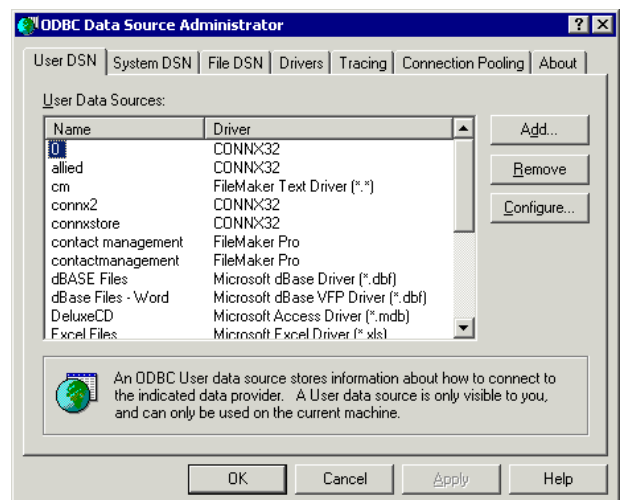 ODBC Data Source Administrator
User DSN System DSN File DSN Drivers Tracing Connection Pooling About
User Data Sources:
Name Driver
0 CONNX32
allied CONNX32
cm FileMaker Text Driver (*.*)
connx2 CONNX32
connxstore CONNX32
contact management FileMaker Pro
contactmanagement FileMaker Pro
dBASE Files Microsoft dBase Driver (*.dbf)
dBase Files - Word Microsoft dBase VFP Driver (*.dbf)
DeluxeCD Microsoft Access Driver (*.mdb)
Excel Files Microsoft Excel Driver (*.xls)
Add...
Remove
Configure...
An ODBC User data source stores information about how to connect to
the indicated data provider. A User data source is only visible to you,
and can only be used on the current machine.
OK Cancel Apply Help